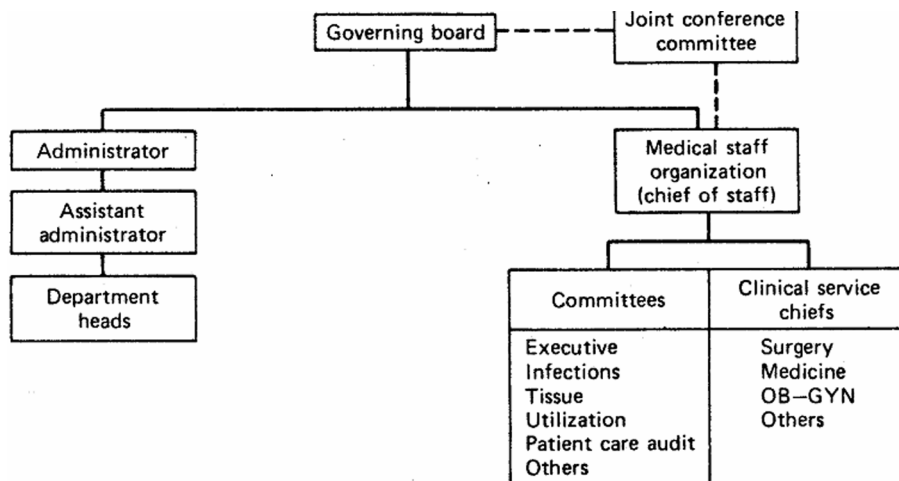 Governing board
Joint conference
committee
Administrator
Medical staff
organization
(chief of staff)
Assistant
administrator
Department
heads
Committees
Clinical service
chiefs
Executive
Infections
Tissue
Utilization
Patient care audit
Others
Surgery
Medicine
OB—GYN
Others